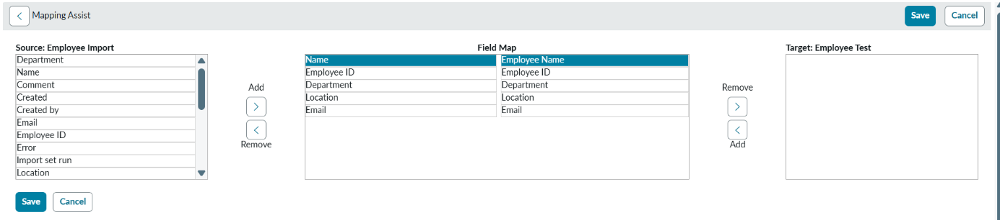 Mapping Assist
Save Cancel
Source: Employee Import
Department
Name
Comment
Created
Created by
Email
Employee ID
Error
Import set run
Location
Add
Remove
Field Map
Name Employee Name
Employee ID Employee ID
Department Department
Location Location
Email Email
Remove
Add
Target: Employee Test
Save Cancel